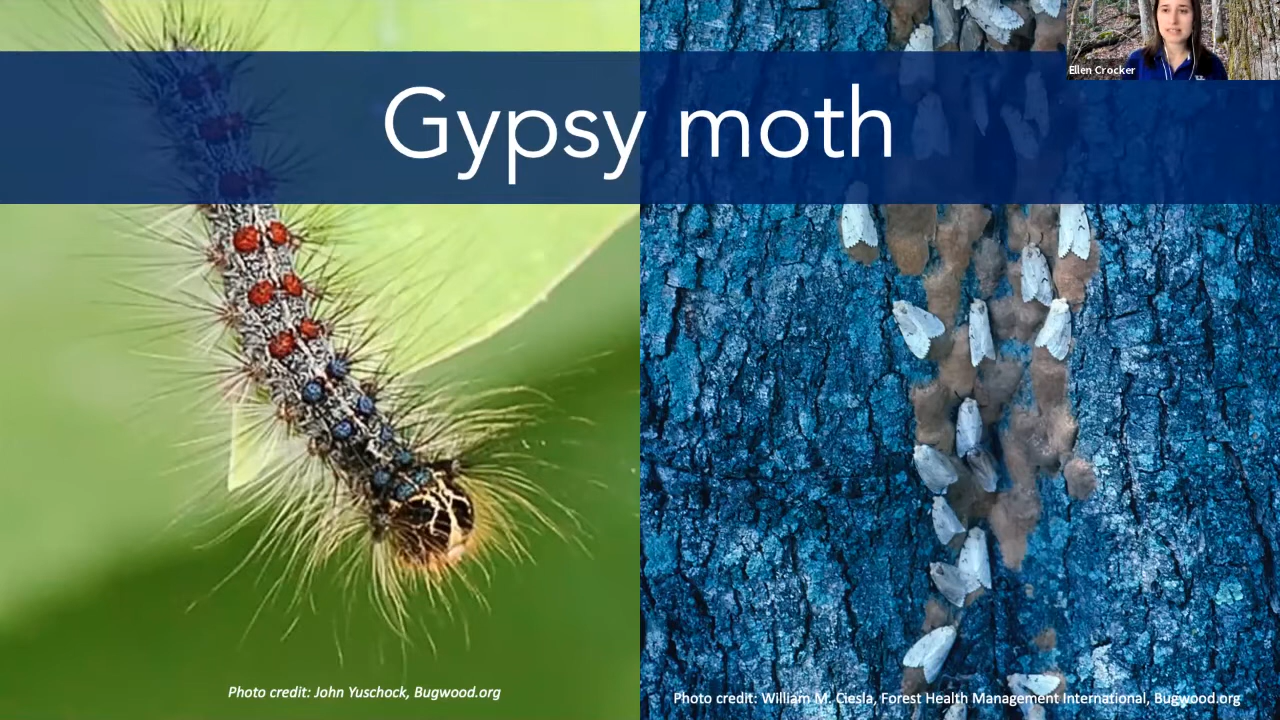 Ellen Crocker
Gypsy moth
Photo credit: John Yuschock, Bugwood.org
Photo credit: William M. Ciesla, Forest Health Management International, Bugwood.org